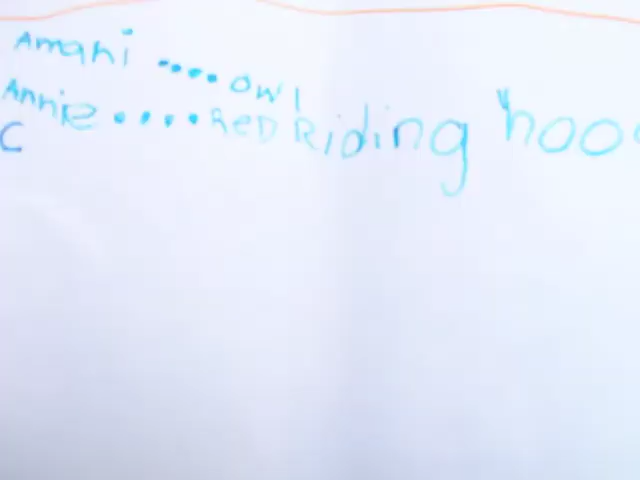 Amani .... owl
Annie .... RED Riding hoo
C